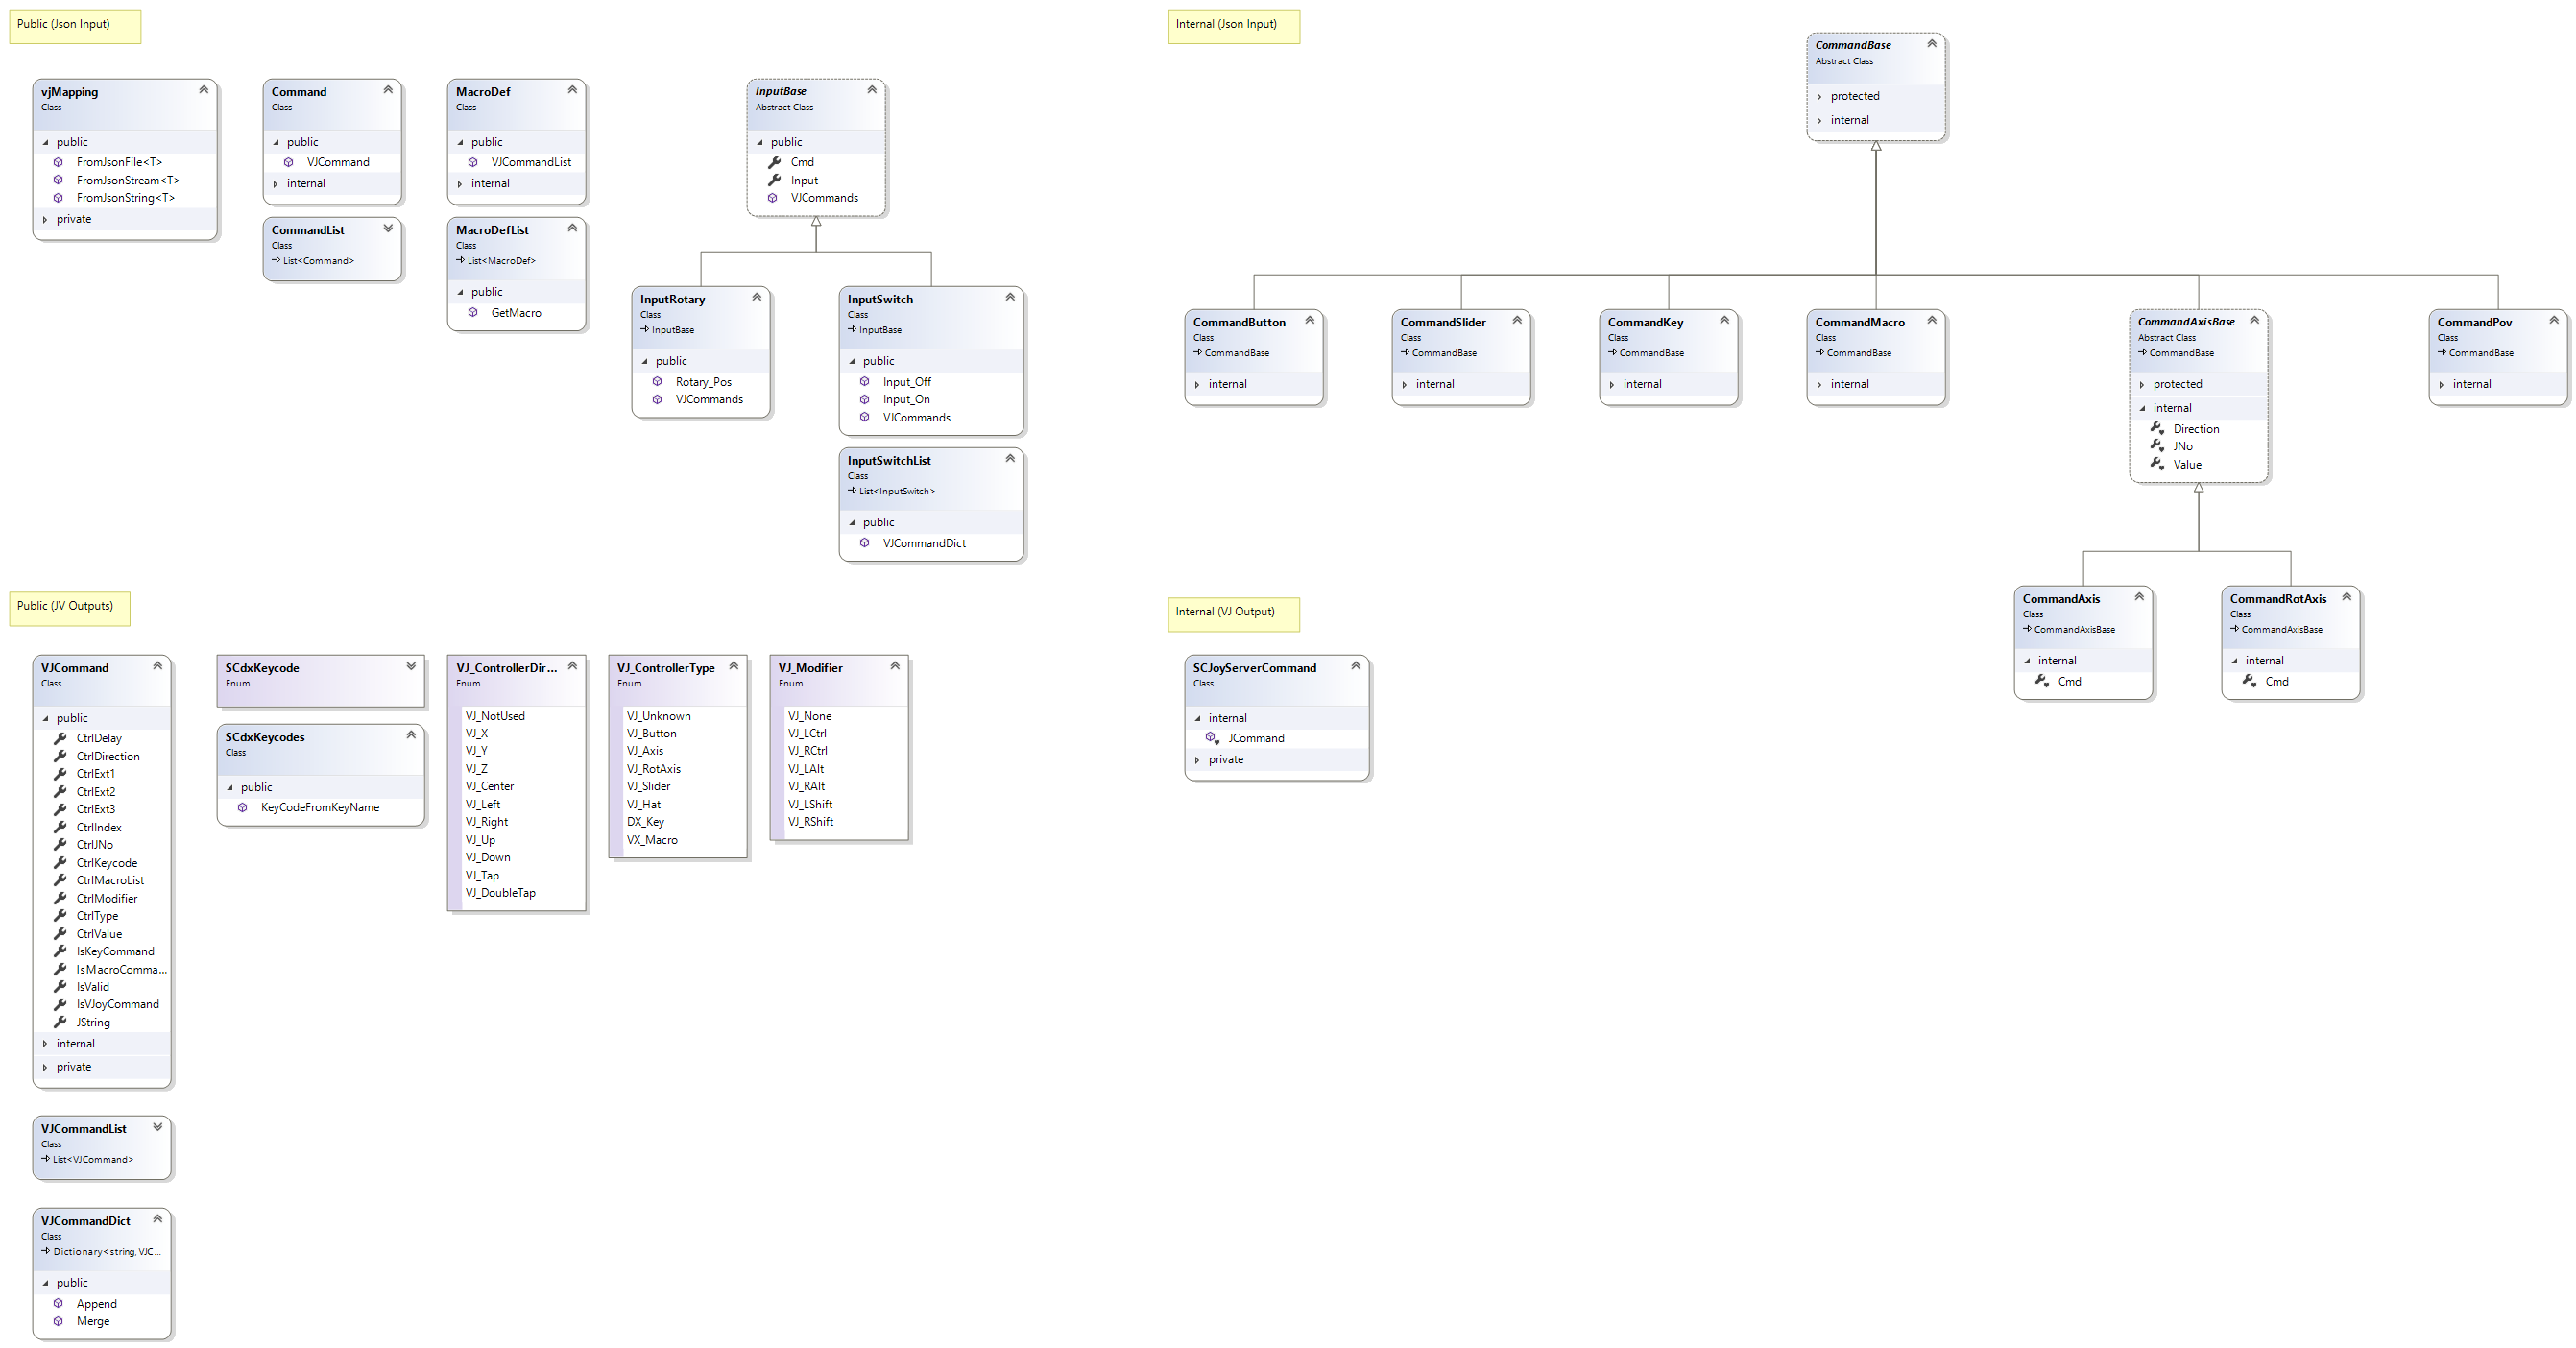 Public (Json Input)
vjMapping
Class
public
FromJsonFile<T>
FromJsonStream<T>
FromJsonString<T>
private
Command
Class
public
VJCommand
internal
CommandList
Class
List<Command>
MacroDef
Class
public
VJCommandList
internal
MacroDefList
Class
List<MacroDef>
public
GetMacro
InputBase
Abstract Class
public
Cmd
Input
VJCommands
InputRotary
Class
InputBase
public
Rotary_Pos
VJCommands
InputSwitch
Class
InputBase
public
Input_Off
Input_On
VJCommands
InputSwitchList
Class
List<InputSwitch>
public
VJCommandDict
Internal (Json Input)
CommandBase
Abstract Class
protected
internal
CommandButton
Class
CommandBase
internal
CommandSlider
Class
CommandBase
internal
CommandKey
Class
CommandBase
internal
CommandMacro
Class
CommandBase
internal
CommandAxisBase
Abstract Class
CommandBase
protected
internal
Direction
JNo
Value
CommandPov
Class
CommandBase
internal
CommandAxis
Class
CommandAxisBase
internal
Cmd
CommandRotAxis
Class
CommandAxisBase
internal
Cmd
Public (JV Outputs)
VJCommand
Class
public
CtrlDelay
CtrlDirection
CtrlExt1
CtrlExt2
CtrlExt3
CtrlIndex
CtrlJNo
CtrlKeycode
CtrlMacroList
CtrlModifier
CtrlType
CtrlValue
IsKeyCommand
IsMacroComma...
IsValid
IsVJoyCommand
JString
internal
private
VJCommandList
Class
List<VJCommand>
VJCommandDict
Class
Dictionary<string, VJC...
public
Append
Merge
SCdxKeycode
Enum
SCdxKeycodes
Class
public
KeyCodeFromKeyName
VJ_ControllerDir...
Enum
VJ_NotUsed
VJ_X
VJ_Y
VJ_Z
VJ_Center
VJ_Left
VJ_Right
VJ_Up
VJ_Down
VJ_Tap
VJ_DoubleTap
VJ_ControllerType
Enum
VJ_Unknown
VJ_Button
VJ_Axis
VJ_RotAxis
VJ_Slider
VJ_Hat
DX_Key
VX_Macro
VJ_Modifier
Enum
VJ_None
VJ_LCtrl
VJ_RCtrl
VJ_LAlt
VJ_RAlt
VJ_LShift
VJ_RShift
Internal (VJ Output)
SCJoyServerCommand
Class
internal
JCommand
private